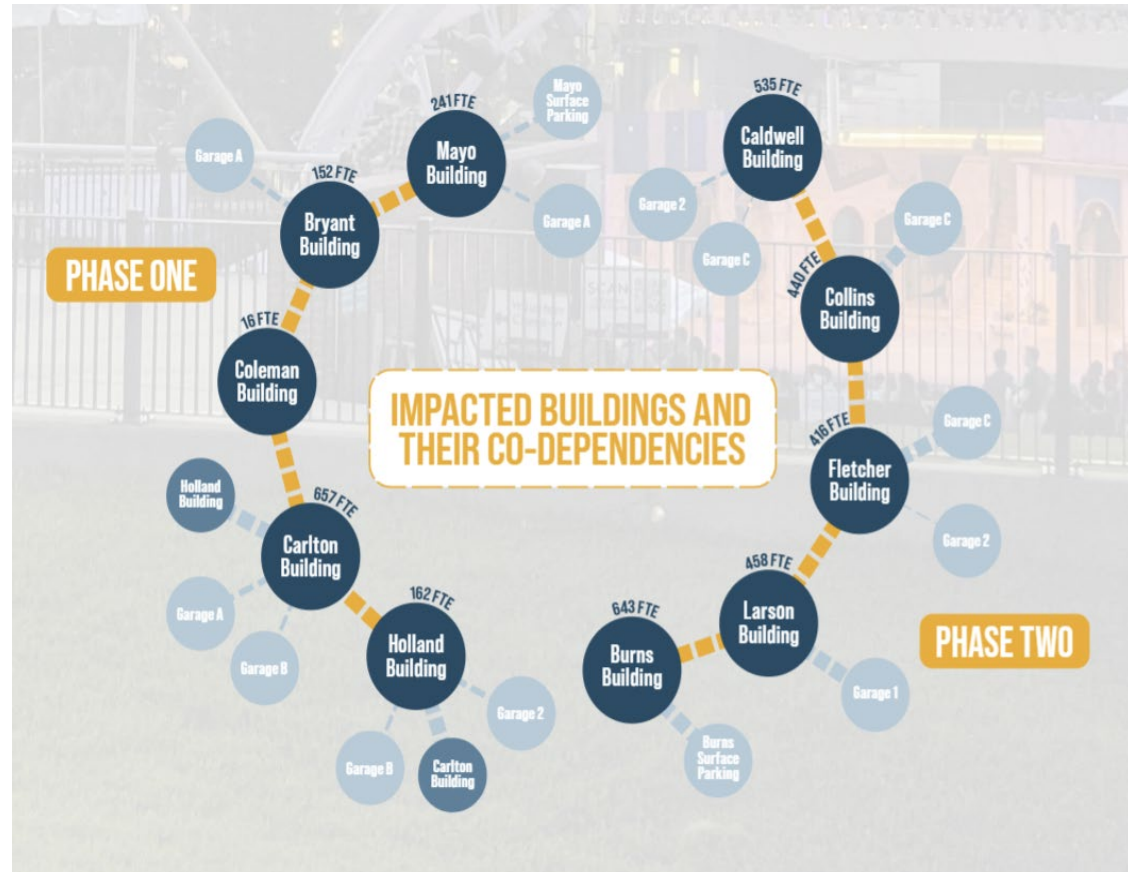 241 FTE
Mayo
Building
Mayo
Surface
Parking
Garage A
Garage A
152 FTE
Bryant
Building
PHASE ONE
16 FTE
Coleman
Building
657 FTE
Carlton
Building
Holland
Building
Garage A
Garage B
162 FTE
Holland
Building
Garage B
Carlton
Building
Garage 2
IMPACTED BUILDINGS AND
THEIR CO-DEPENDENCIES
535 FTE
Caldwell
Building
Garage 2
Garage C
440 FTE
Collins
Building
Garage C
416 FTE
Fletcher
Building
Garage C
Garage 2
458 FTE
Larson
Building
Garage 1
643 FTE
Burns
Building
Burns
Surface
Parking
PHASE TWO